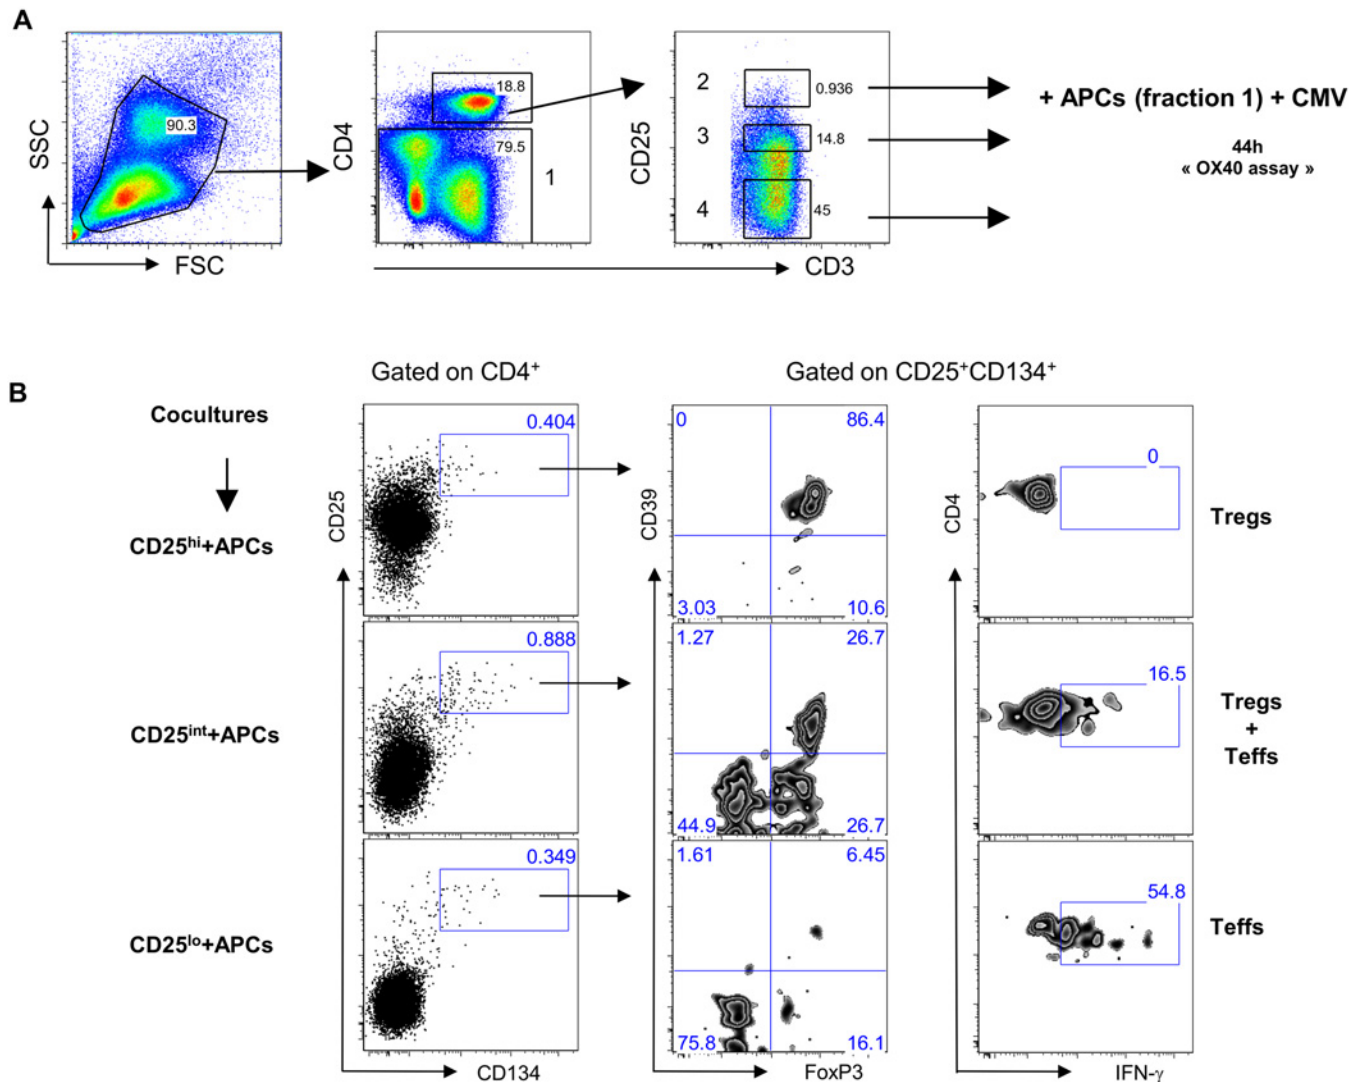 A
SSC
90.3
FSC
CD4
18.8
79.5
1
CD25
2
0.936
3
14.8
4
45
CD3
+ APCs (fraction 1) + CMV
44h
« OX40 assay »
B
Gated on CD4⁺
Gated on CD25⁺CD134⁺
Cocultures
CD25ʰⁱ+APCs
CD25
0.404
CD39
0
86.4
3.03
10.6
CD4
0
Tregs
CD25ⁱⁿᵗ+APCs
0.888
1.27
26.7
44.9
26.7
16.5
Tregs
+
Teffs
CD25ˡᵒ+APCs
0.349
1.61
6.45
75.8
16.1
54.8
Teffs
CD134
FoxP3
IFN-γ